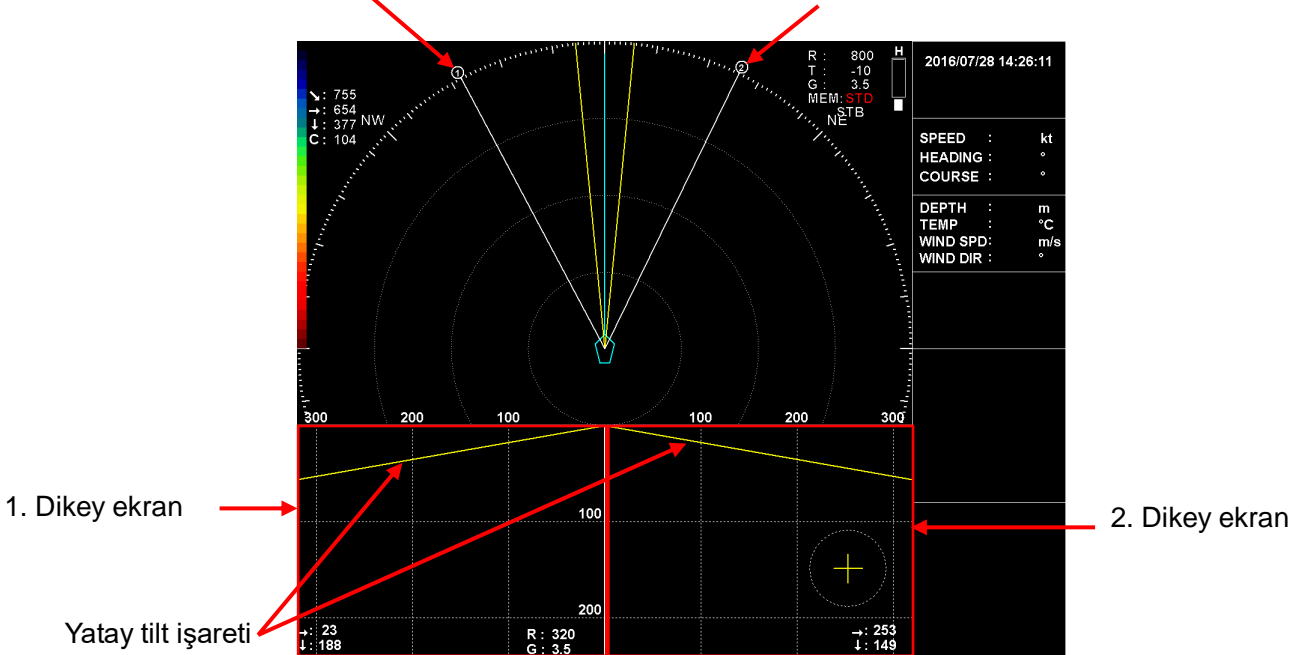 1
2
R : 800
T : -10
G : 3.5
MEM: STD
STB
H
2016/07/28 14:26:11
↘: 755
→: 654
↓: 377
C: 104
NW
NE
SPEED : kt
HEADING : °
COURSE : °
DEPTH : m
TEMP : °C
WIND SPD: m/s
WIND DIR : °
300 200 100 100 200 300
1. Dikey ekran
100
2. Dikey ekran
200
Yatay tilt işareti
→: 23
↓: 188
R : 320
G : 3.5
→: 253
↓: 149